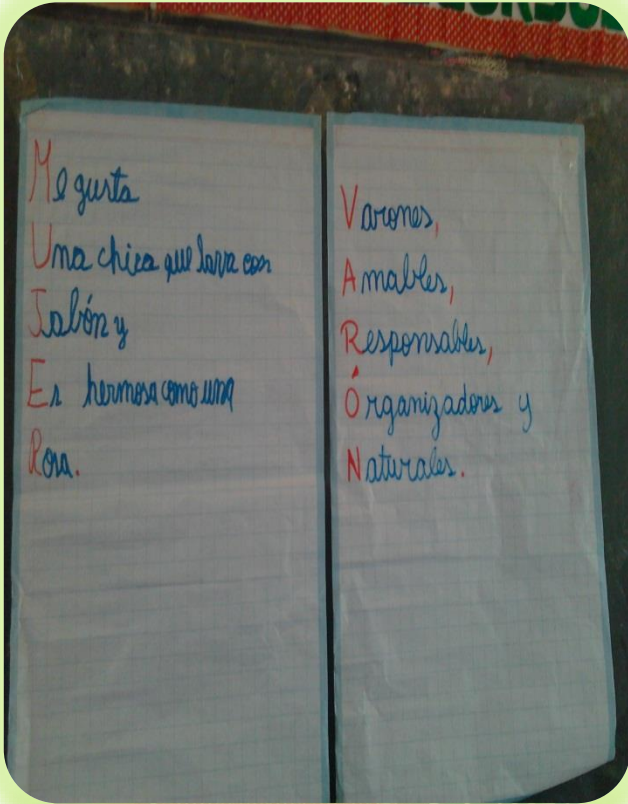 Me gusta
Una chica que lava con
Jabón y
Es hermosa como una
Rosa.
Varones,
Amables,
Responsables,
Órganizadores y
Naturales.